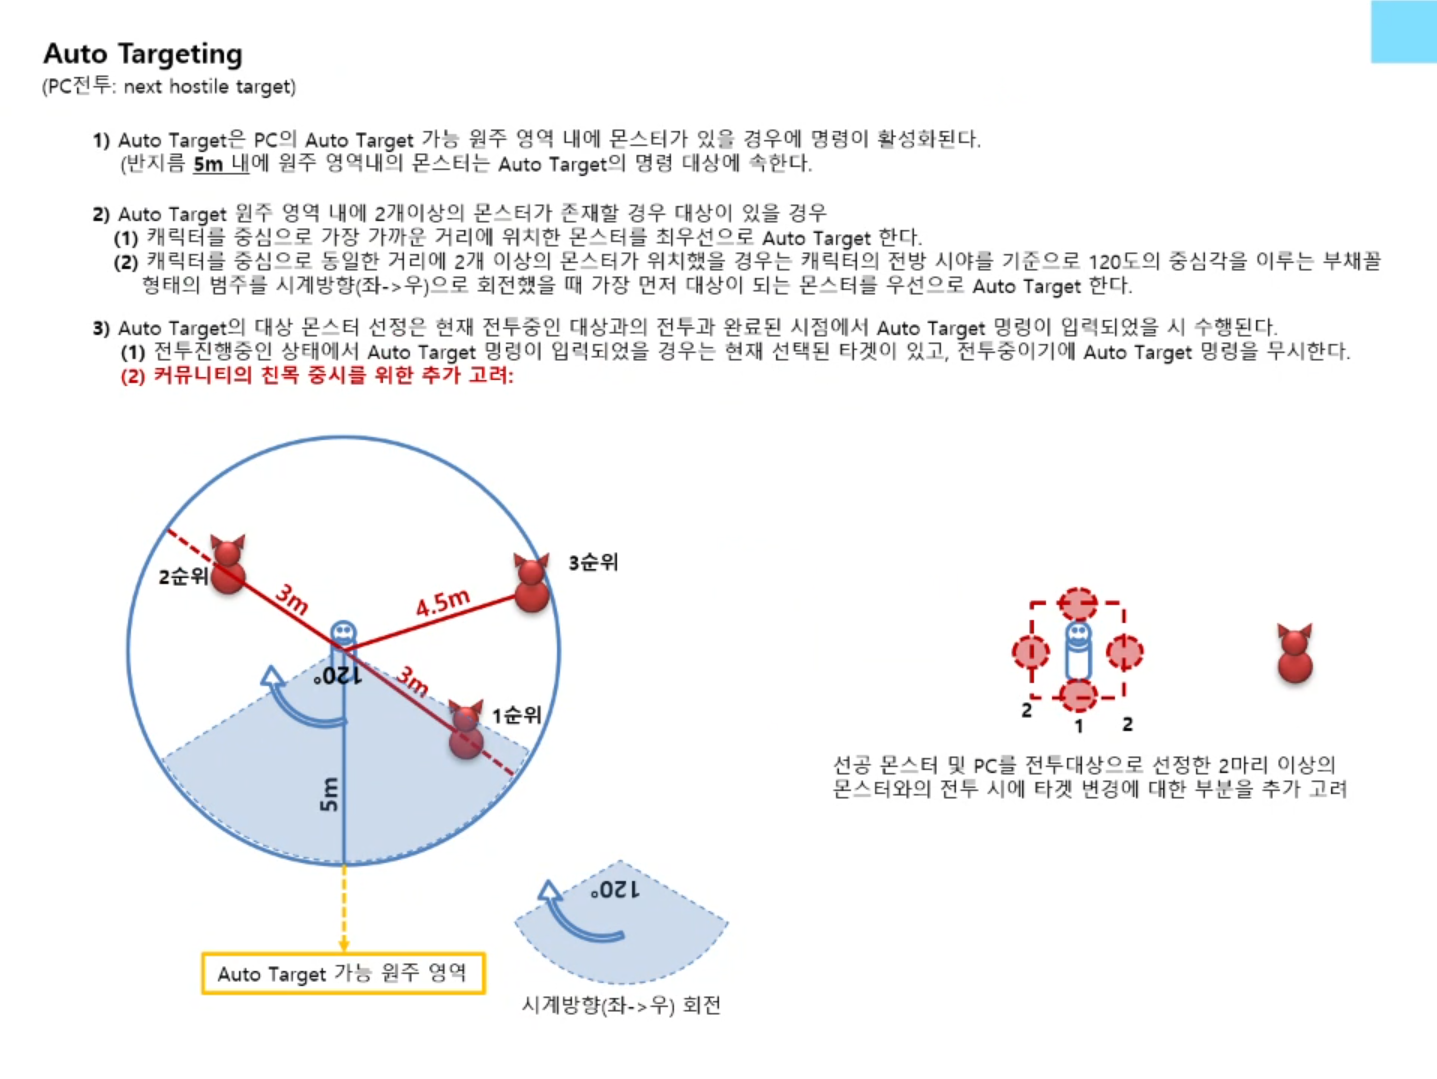 Auto Targeting
(PC전투: next hostile target)
1) Auto Target은 PC의 Auto Target 가능 원주 영역 내에 몬스터가 있을 경우에 명령이 활성화된다.
(반지름 5m 내에 원주 영역내의 몬스터는 Auto Target의 명령 대상에 속한다.
2) Auto Target 원주 영역 내에 2개이상의 몬스터가 존재할 경우 대상이 있을 경우
(1) 캐릭터를 중심으로 가장 가까운 거리에 위치한 몬스터를 최우선으로 Auto Target 한다.
(2) 캐릭터를 중심으로 동일한 거리에 2개 이상의 몬스터가 위치했을 경우는 캐릭터의 전방 시야를 기준으로 120도의 중심각을 이루는 부채꼴
형태의 범주를 시계방향(좌->우)으로 회전했을 때 가장 먼저 대상이 되는 몬스터를 우선으로 Auto Target 한다.
3) Auto Target의 대상 몬스터 선정은 현재 전투중인 대상과의 전투과 완료된 시점에서 Auto Target 명령이 입력되었을 시 수행된다.
(1) 전투진행중인 상태에서 Auto Target 명령이 입력되었을 경우는 현재 선택된 타겟이 있고, 전투중이기에 Auto Target 명령을 무시한다.
(2) 커뮤니티의 친목 중시를 위한 추가 고려:
3순위
2순위
3m
4.5m
120°
3m
1순위
5m
120°
Auto Target 가능 원주 영역
시계방향(좌->우) 회전
2
1
2
선공 몬스터 및 PC를 전투대상으로 선정한 2마리 이상의
몬스터와의 전투 시에 타겟 변경에 대한 부분을 추가 고려